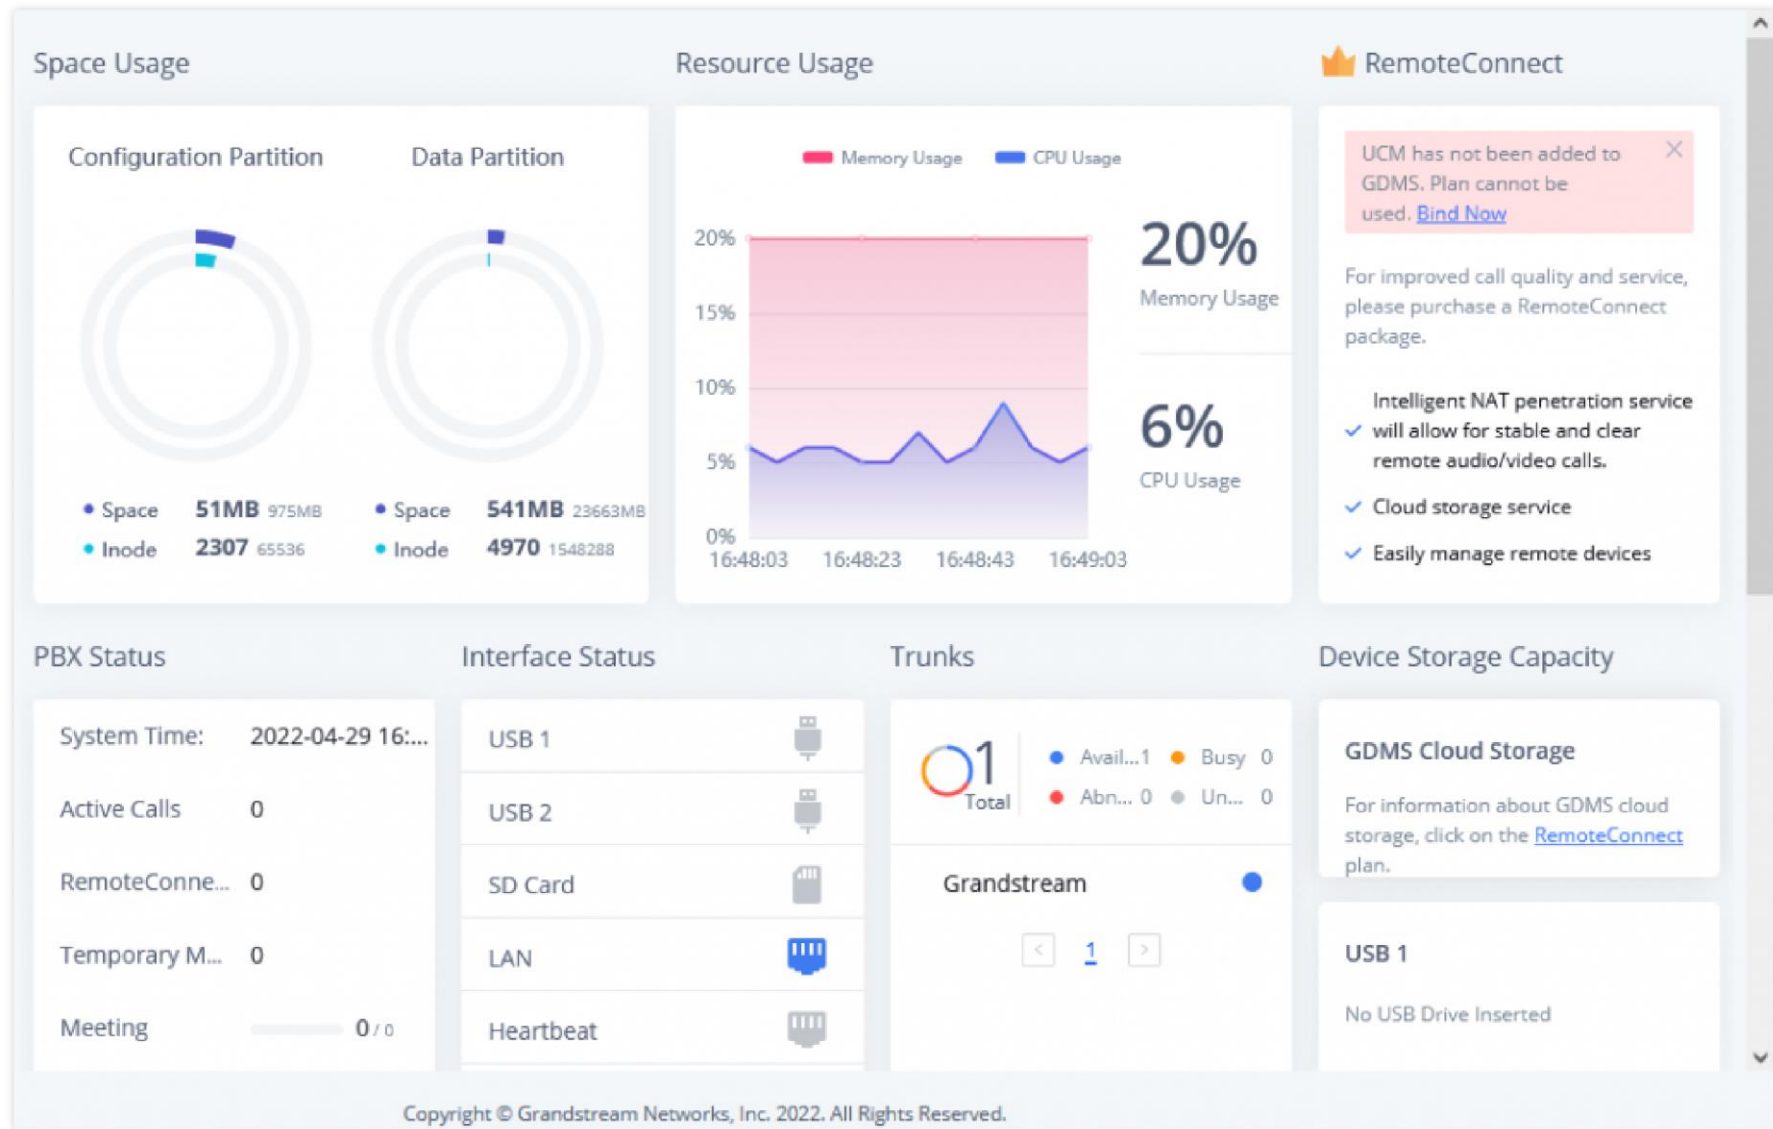 Space Usage
Configuration Partition
Data Partition
Space 51MB 975MB
Inode 2307 65536
Space 541MB 23663MB
Inode 4970 1548288
Resource Usage
Memory Usage
CPU Usage
20%
15%
10%
5%
0%
16:48:03
16:48:23
16:48:43
16:49:03
20%
Memory Usage
6%
CPU Usage
RemoteConnect
UCM has not been added to
GDMS. Plan cannot be
used. Bind Now
For improved call quality and service,
please purchase a RemoteConnect
package.
Intelligent NAT penetration service
will allow for stable and clear
remote audio/video calls.
Cloud storage service
Easily manage remote devices
PBX Status
System Time: 2022-04-29 16:...
Active Calls 0
RemoteConne... 0
Temporary M... 0
Meeting 0 / 0
Interface Status
USB 1
USB 2
SD Card
LAN
Heartbeat
Trunks
1
Total
Avail...1
Busy 0
Abn... 0
Un... 0
Grandstream
< 1 >
Device Storage Capacity
GDMS Cloud Storage
For information about GDMS cloud
storage, click on the RemoteConnect
plan.
USB 1
No USB Drive Inserted
Copyright © Grandstream Networks, Inc. 2022. All Rights Reserved.